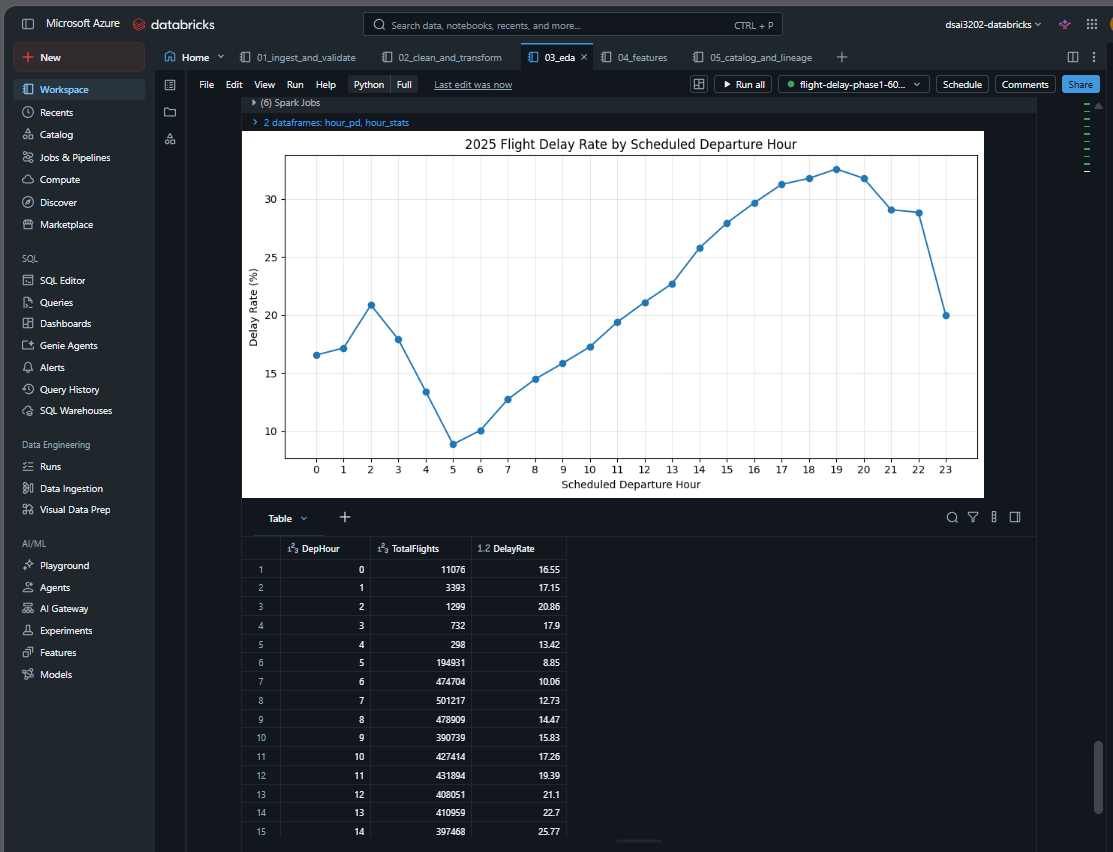 Microsoft Azure databricks Search data, notebooks, recents, and more... CTRL + P dsai3202-databricks
New Home 01_ingest_and_validate 02_clean_and_transform 03_eda 04_features 05_catalog_and_lineage
File Edit View Run Help Python Full Last edit was now Run all flight-delay-phase1-60... Schedule Comments Share
Workspace
Recents
Catalog
Jobs & Pipelines
Compute
Discover
Marketplace
SQL
SQL Editor
Queries
Dashboards
Genie Agents
Alerts
Query History
SQL Warehouses
Data Engineering
Runs
Data Ingestion
Visual Data Prep
AI/ML
Playground
Agents
AI Gateway
Experiments
Features
Models
(6) Spark Jobs
2 dataframes: hour_pd, hour_stats
2025 Flight Delay Rate by Scheduled Departure Hour
Delay Rate (%)
30
25
20
15
10
0 1 2 3 4 5 6 7 8 9 10 11 12 13 14 15 16 17 18 19 20 21 22 23
Scheduled Departure Hour
Table
1²3 DepHour 1²3 TotalFlights 1.2 DelayRate
1 0 11076 16.55
2 1 3393 17.15
3 2 1299 20.86
4 3 732 17.9
5 4 298 13.42
6 5 194931 8.85
7 6 474704 10.06
8 7 501217 12.73
9 8 478909 14.47
10 9 390739 15.83
11 10 427414 17.26
12 11 431894 19.39
13 12 408051 21.1
14 13 410959 22.7
15 14 397468 25.77